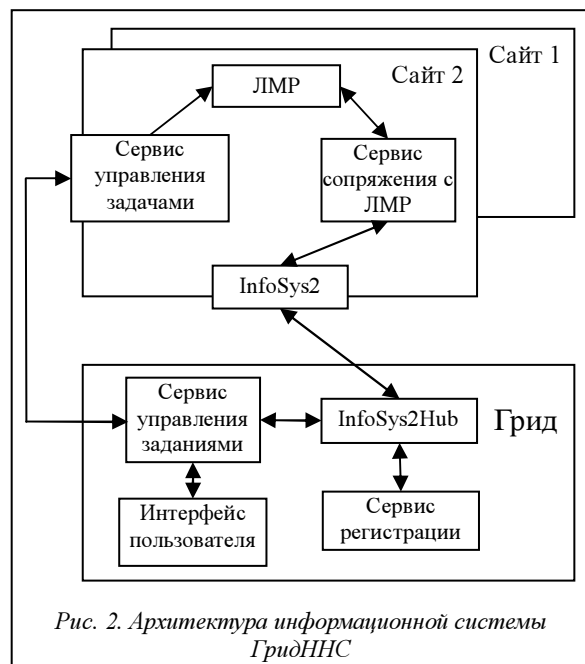 Сайт 1
Сайт 2
ЛМР
Сервис
управления
задачами
Сервис
сопряжения с
ЛМР
InfoSys2
Сервис
управления
заданиями
InfoSys2Hub
Грид
Интерфейс
пользователя
Сервис
регистрации
Рис. 2. Архитектура информационной системы
ГридННС